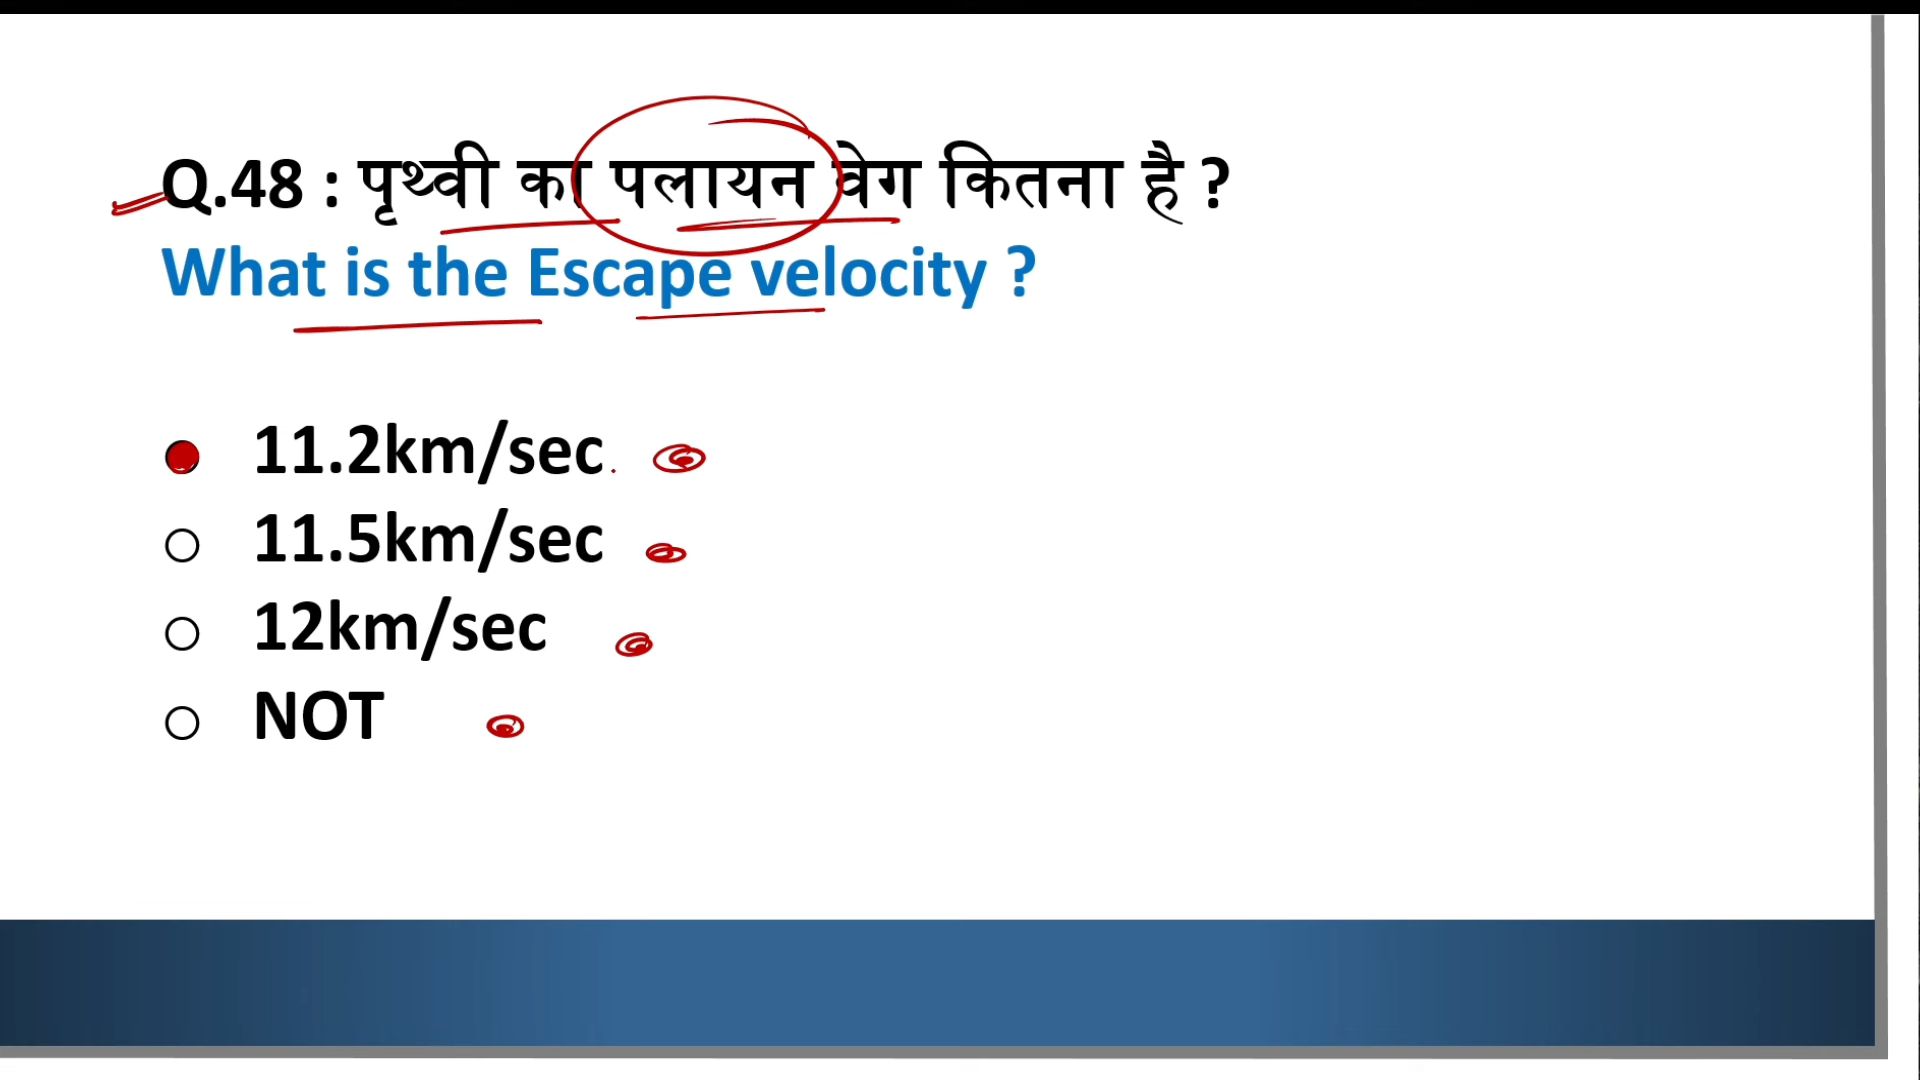 Q.48 : पृथ्वी का पलायन वेग कितना है ?
What is the Escape velocity ?
11.2km/sec
11.5km/sec
12km/sec
NOT